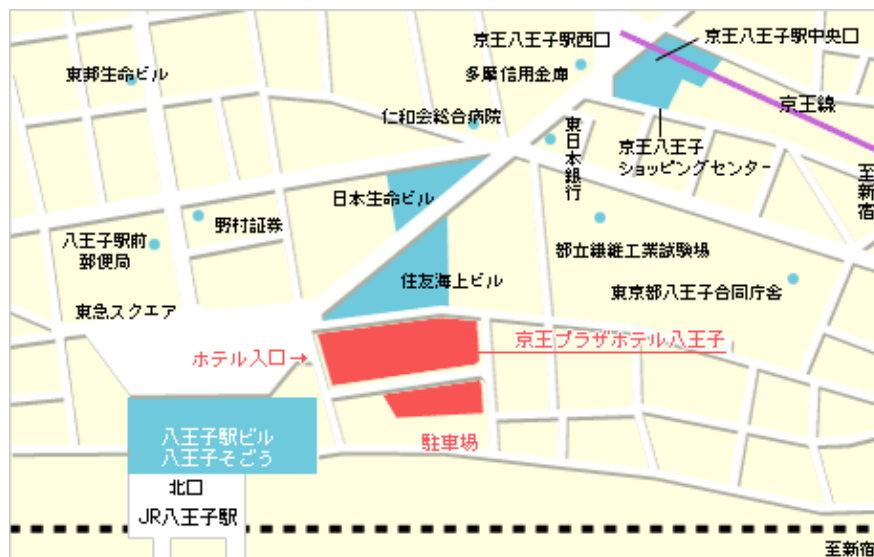 京王八王子駅西口
京王八王子駅中央口
多摩信用金庫
東邦生命ビル
京王線
仁和会総合病院
東日本銀行
京王八王子
ショッピングセンター
至新宿
日本生命ビル
野村証券
八王子駅前
郵便局
都立繊維工業試験場
住友海上ビル
東京都八王子合同庁舎
東急スクエア
京王プラザホテル八王子
ホテル入口→
八王子駅ビル
八王子そごう
駐車場
北口
JR八王子駅
至新宿